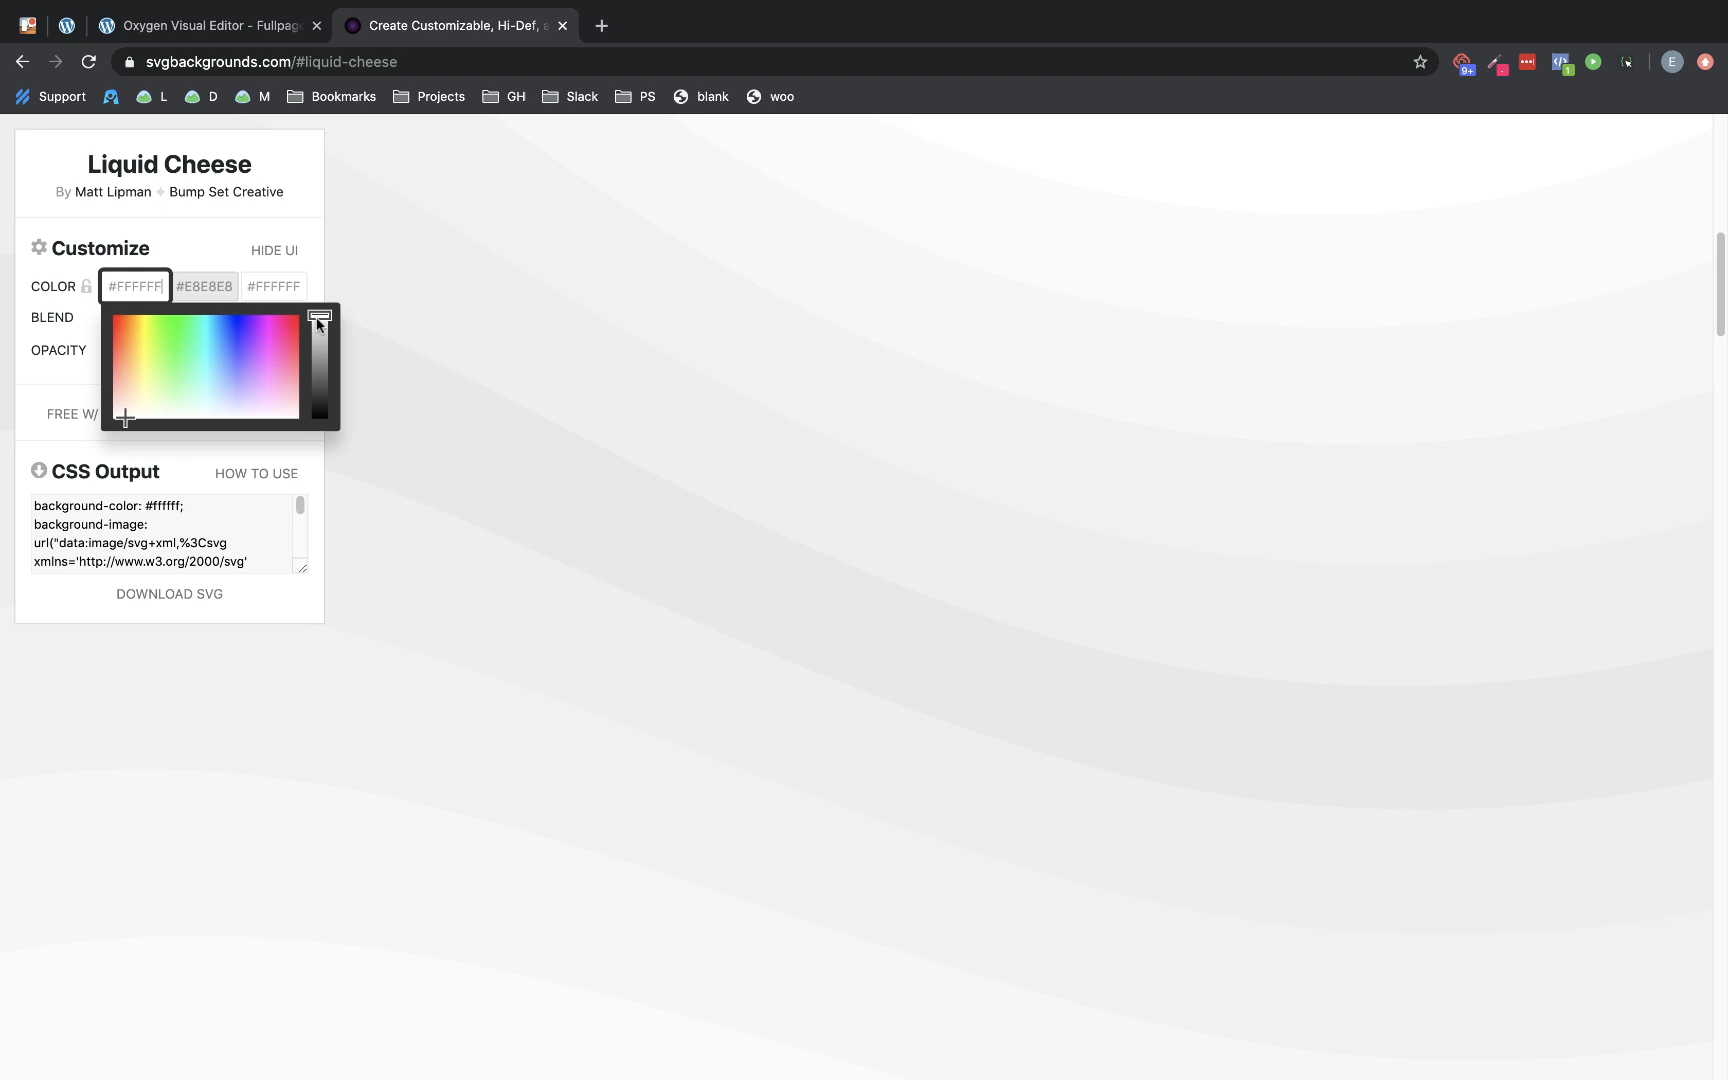 Oxygen Visual Editor - Fullpage
Create Customizable, Hi-Def, a
svgbackgrounds.com/#liquid-cheese
9+
1
E
Support
L
D
M
Bookmarks
Projects
GH
Slack
PS
blank
woo
Liquid Cheese
By Matt Lipman ✦ Bump Set Creative
Customize HIDE UI
COLOR #FFFFFF #E8E8E8 #FFFFFF
BLEND
OPACITY
FREE W/
CSS Output HOW TO USE
background-color: #ffffff;
background-image:
url("data:image/svg+xml,%3Csvg
xmlns='http://www.w3.org/2000/svg'
DOWNLOAD SVG